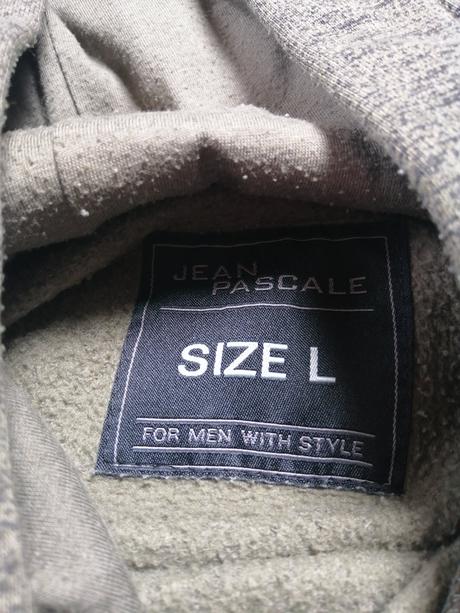 JEAN
PASCALE
SIZE L
FOR MEN WITH STYLE